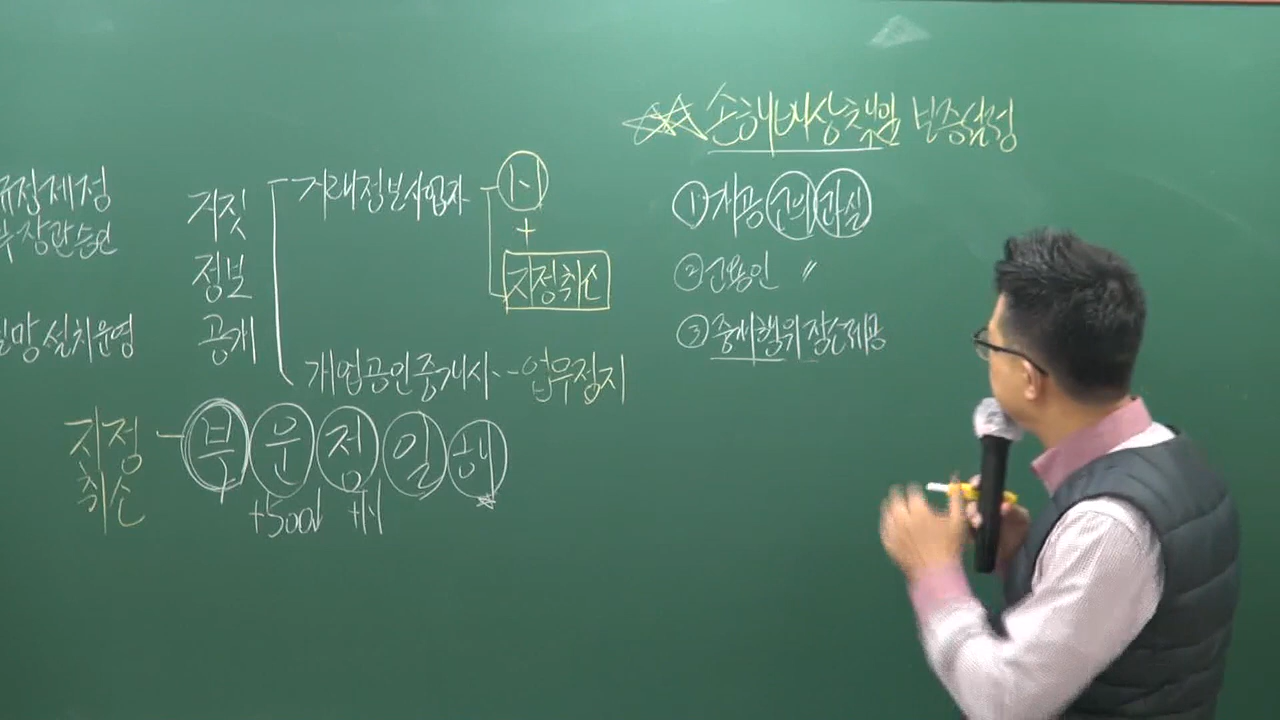 규정제정
부장관승인
망 설치운영
거짓
정보
공개
거래정보사업자
1-1
+
지정취소
개업공인중개사 - 업무정지
지정
취소
부 운 정 일 해
+500 +1-1
손해배상책임 보증설정
① 개공 고의 과실
② 고용인 〃
③ 중개행위 장소제공